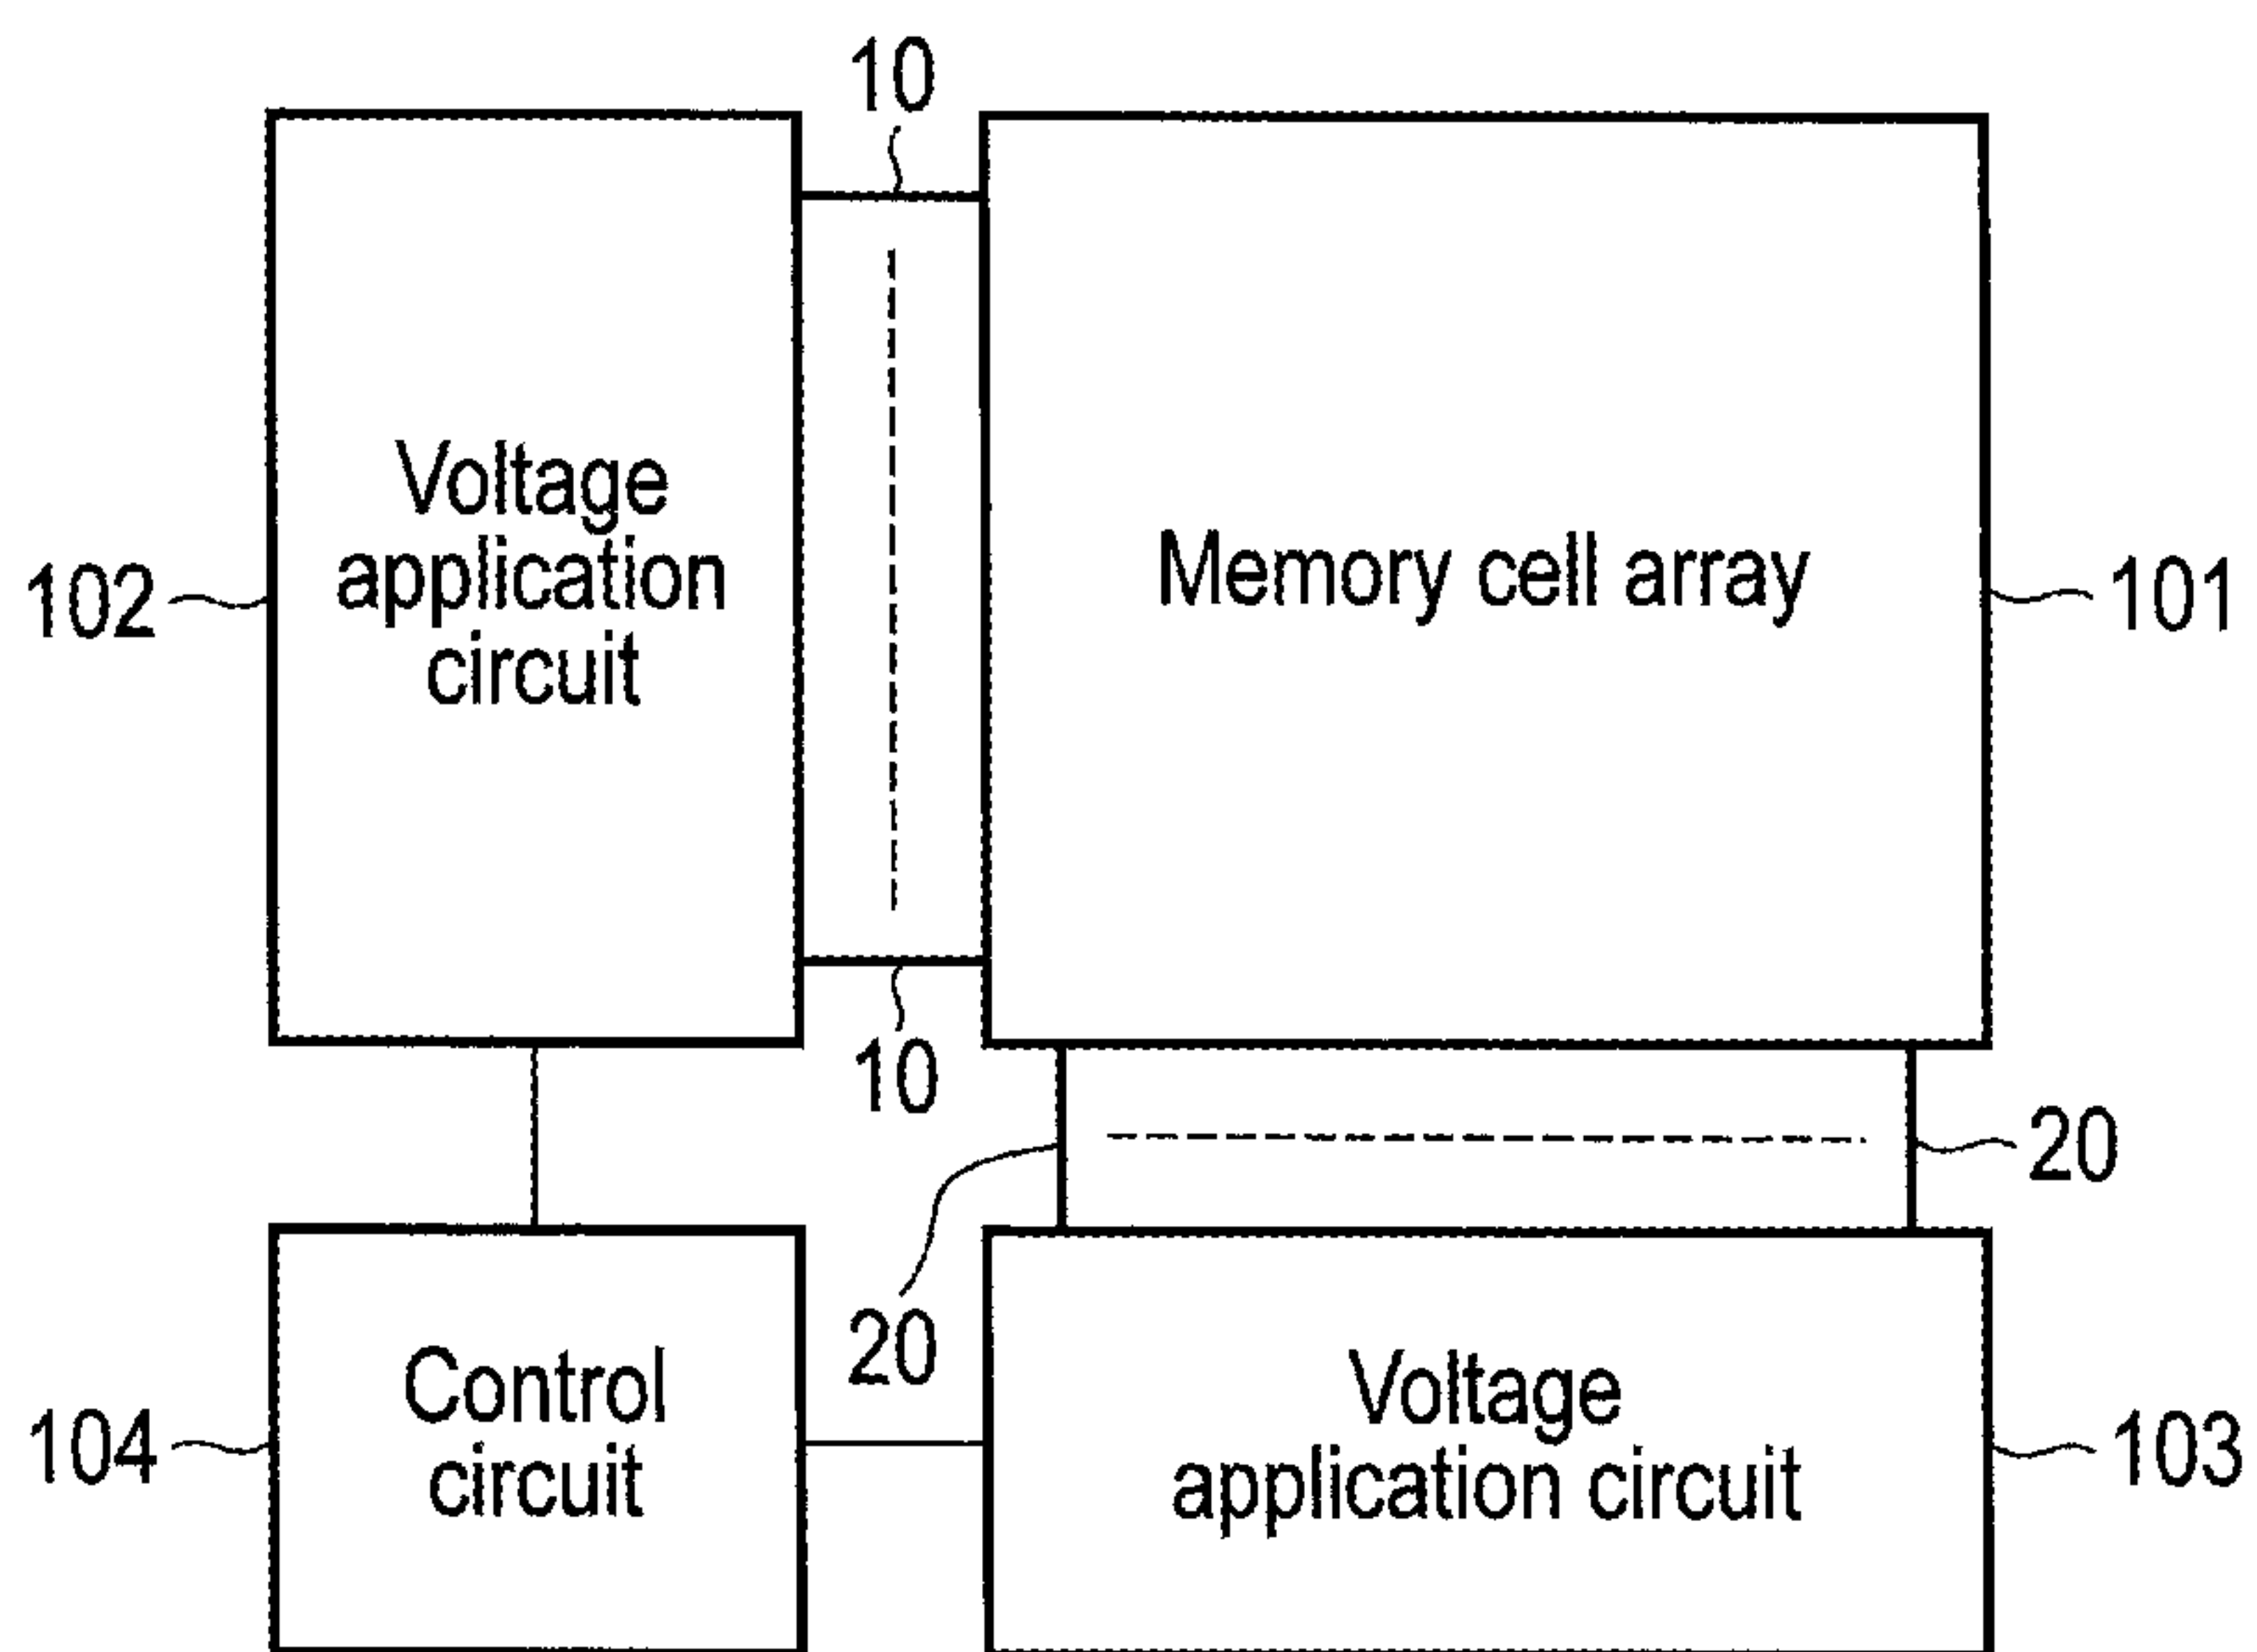 10
Voltage
application
circuit
102
Memory cell array
101
10
20
20
Control
circuit
104
Voltage
application circuit
103